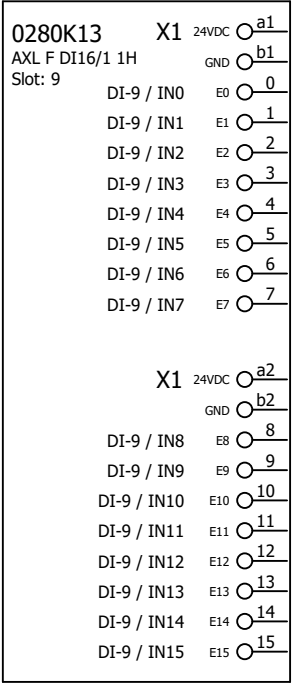 0280K13 X1 24VDC a1
AXL F DI16/1 1H GND b1
Slot: 9
DI-9 / IN0 E0 0
DI-9 / IN1 E1 1
DI-9 / IN2 E2 2
DI-9 / IN3 E3 3
DI-9 / IN4 E4 4
DI-9 / IN5 E5 5
DI-9 / IN6 E6 6
DI-9 / IN7 E7 7
X1 24VDC a2
GND b2
DI-9 / IN8 E8 8
DI-9 / IN9 E9 9
DI-9 / IN10 E10 10
DI-9 / IN11 E11 11
DI-9 / IN12 E12 12
DI-9 / IN13 E13 13
DI-9 / IN14 E14 14
DI-9 / IN15 E15 15